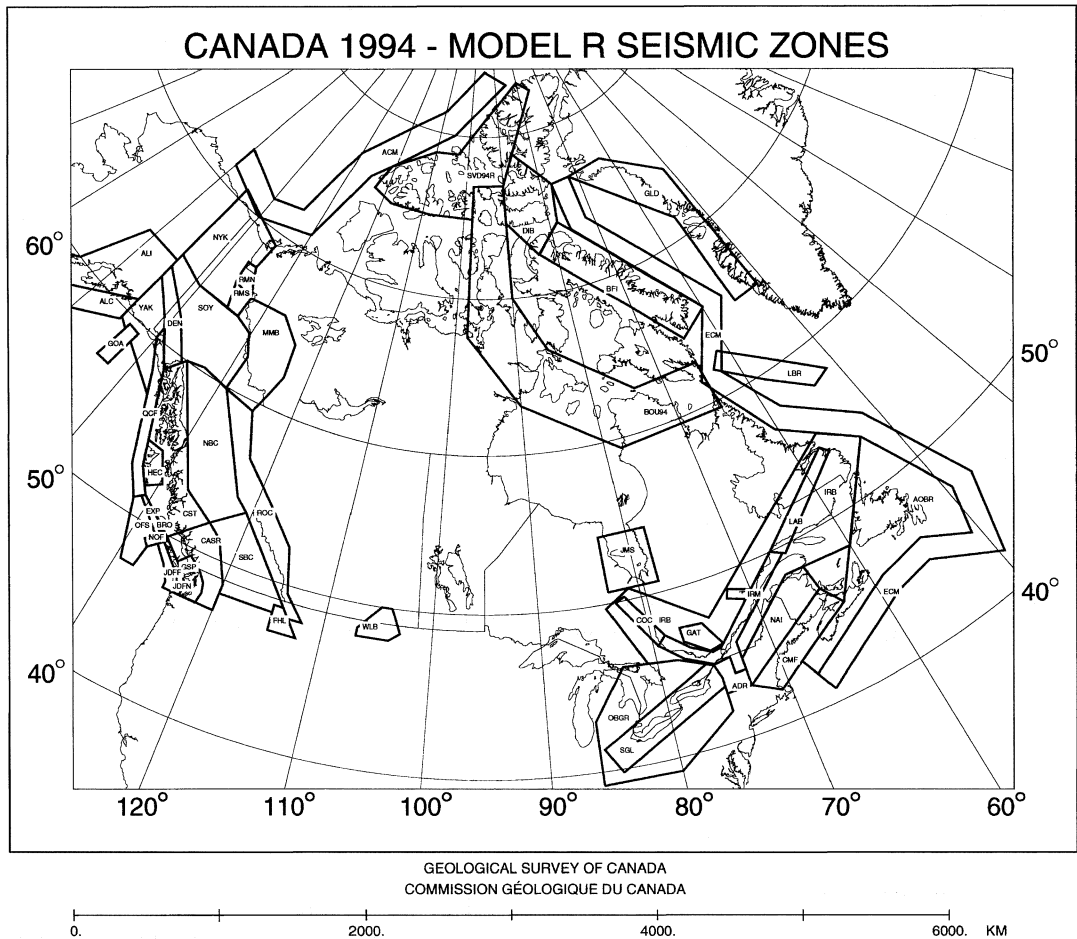 CANADA 1994 - MODEL R SEISMIC ZONES
ACM
SVD94R
GLD
NYK
DIB
60°
ALI
RMN
BFI
RMS
ALC
YAK
SOY
DEN
MMB
ECM
GOA
50°
LBR
QCF
BOU94
NBC
50°
HEC
IRB
AOBR
EXP
CST
ROC
LAB
OFS
BRO
NOF
CASR
JMS
SBC
GSP
JDFF
JDFN
IRM
ECM
40°
FHL
WLB
COC
IRB
NAI
GAT
CMF
40°
ADR
OBGR
SGL
120°
110°
100°
90°
80°
70°
60°
GEOLOGICAL SURVEY OF CANADA
COMMISSION GÉOLOGIQUE DU CANADA
0.
2000.
4000.
6000.
KM